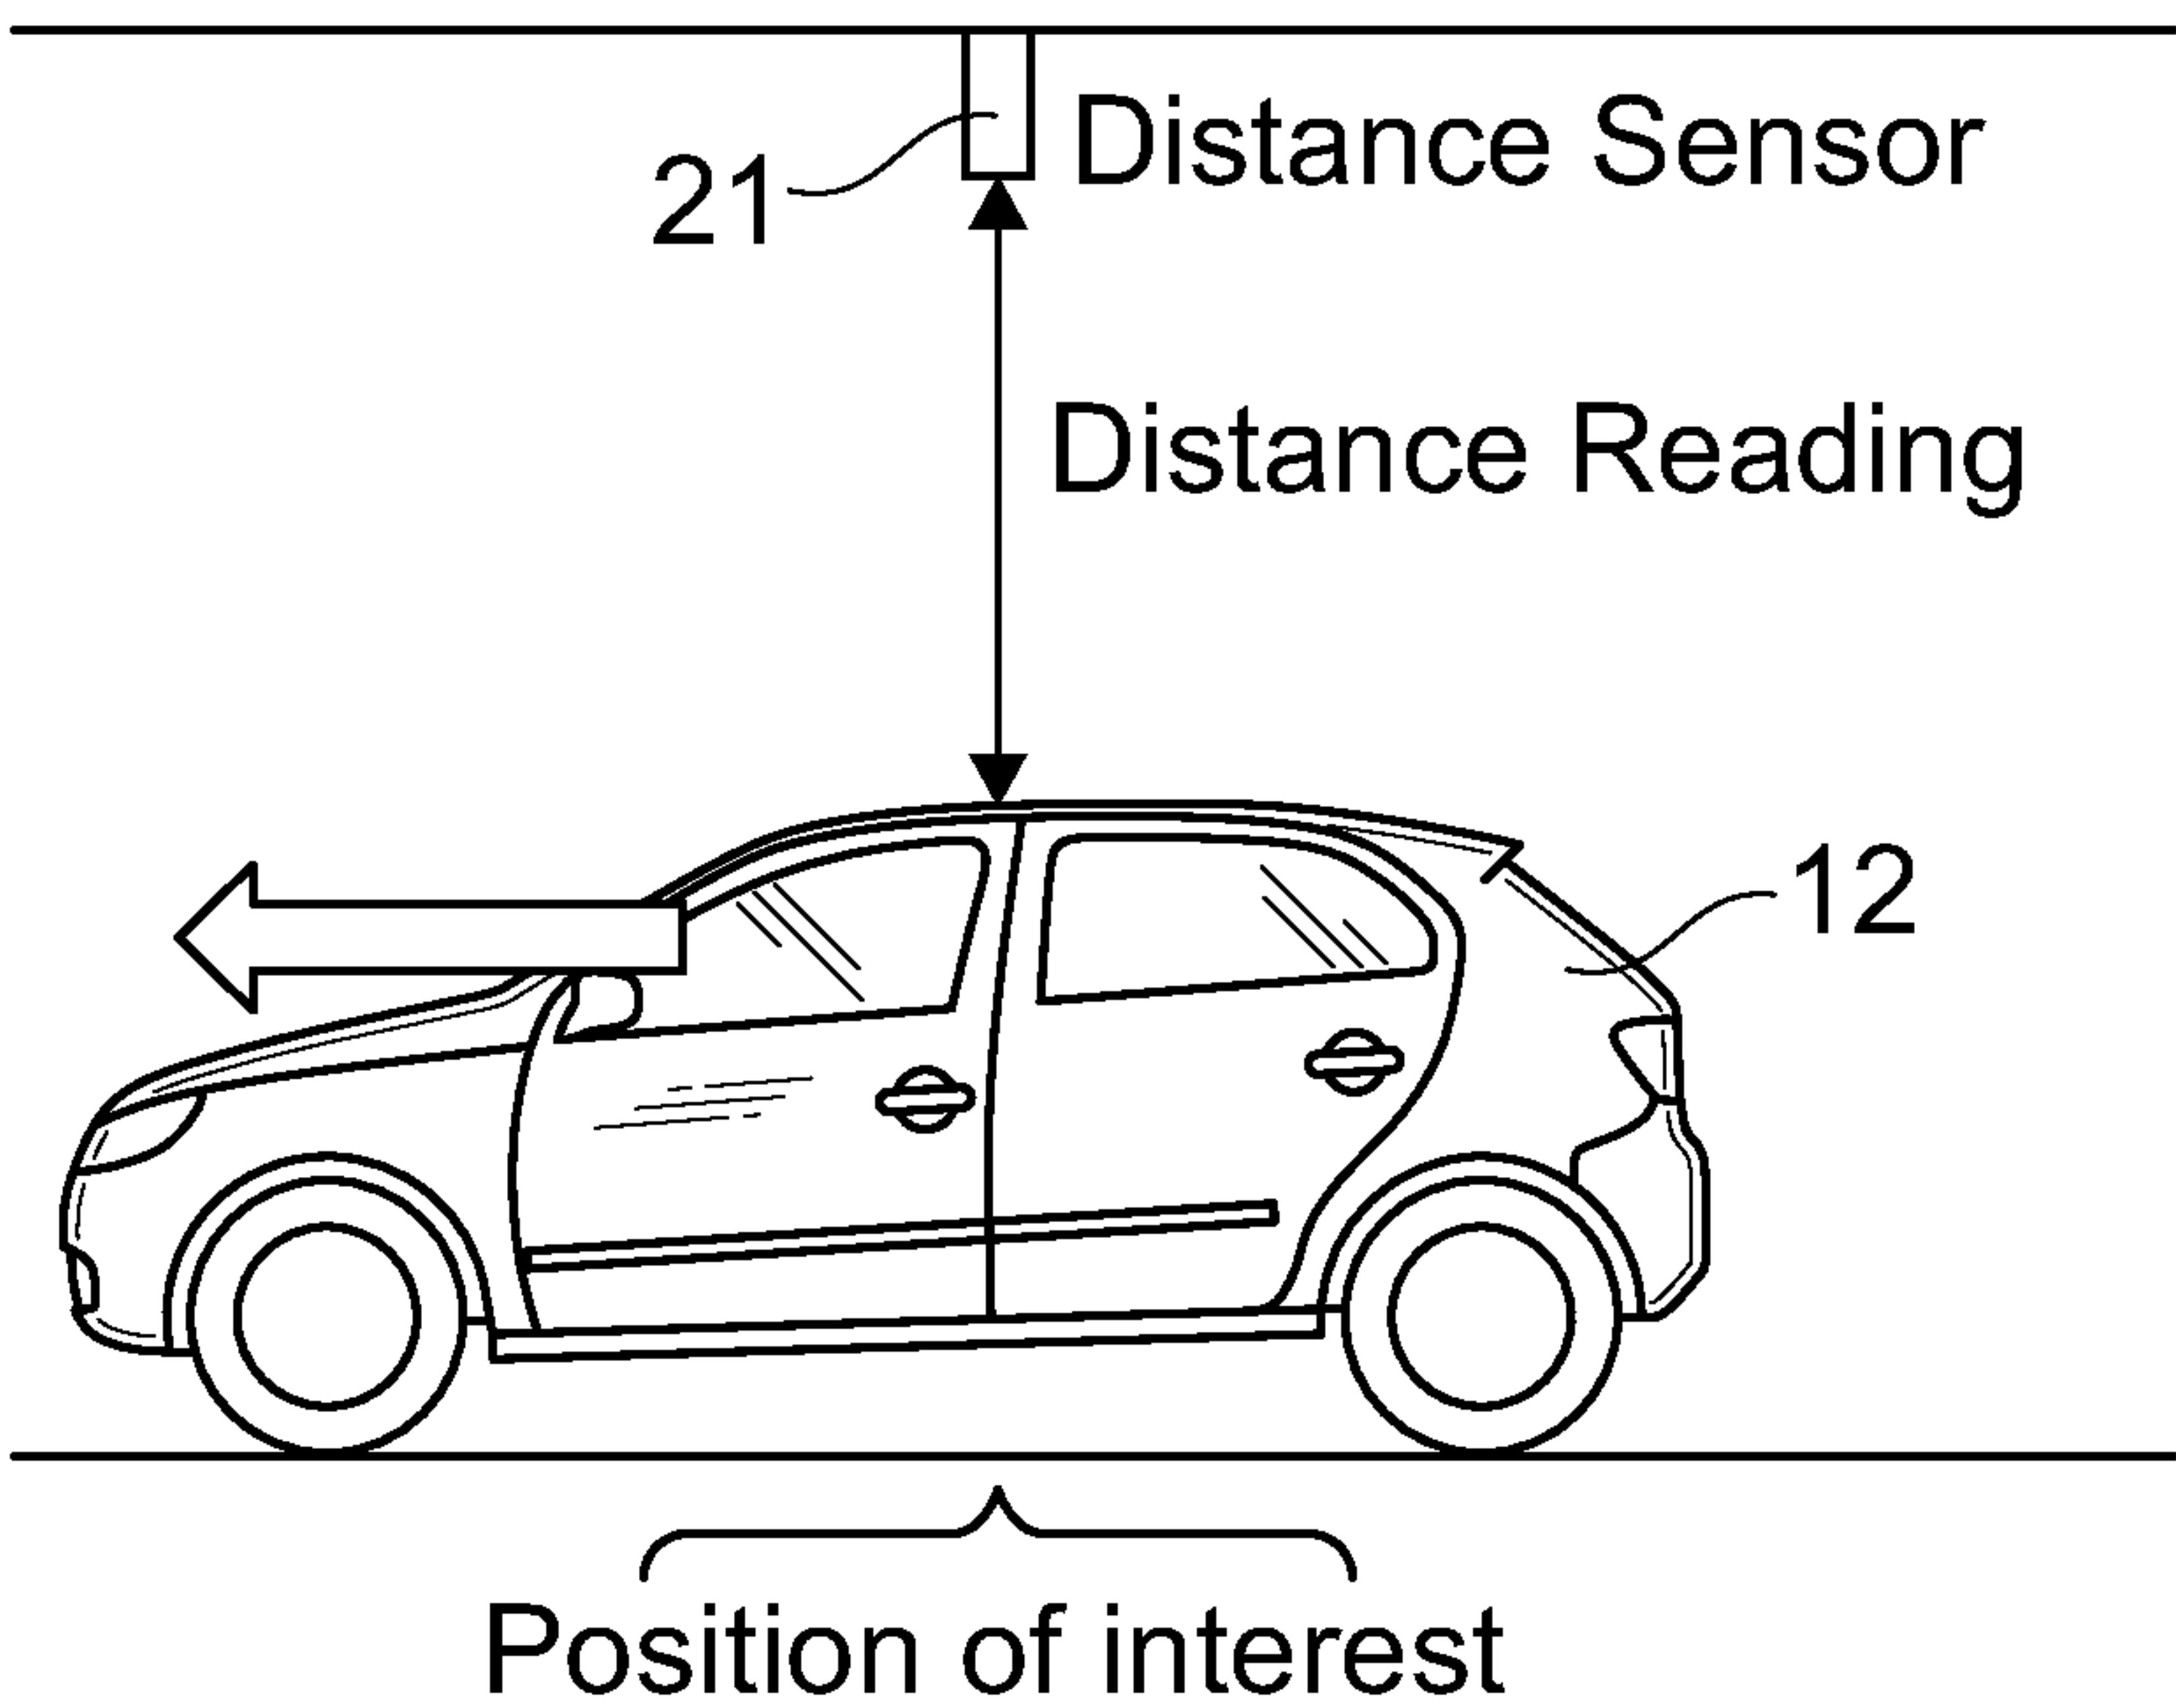 Distance Sensor
21
Distance Reading
12
Position of interest